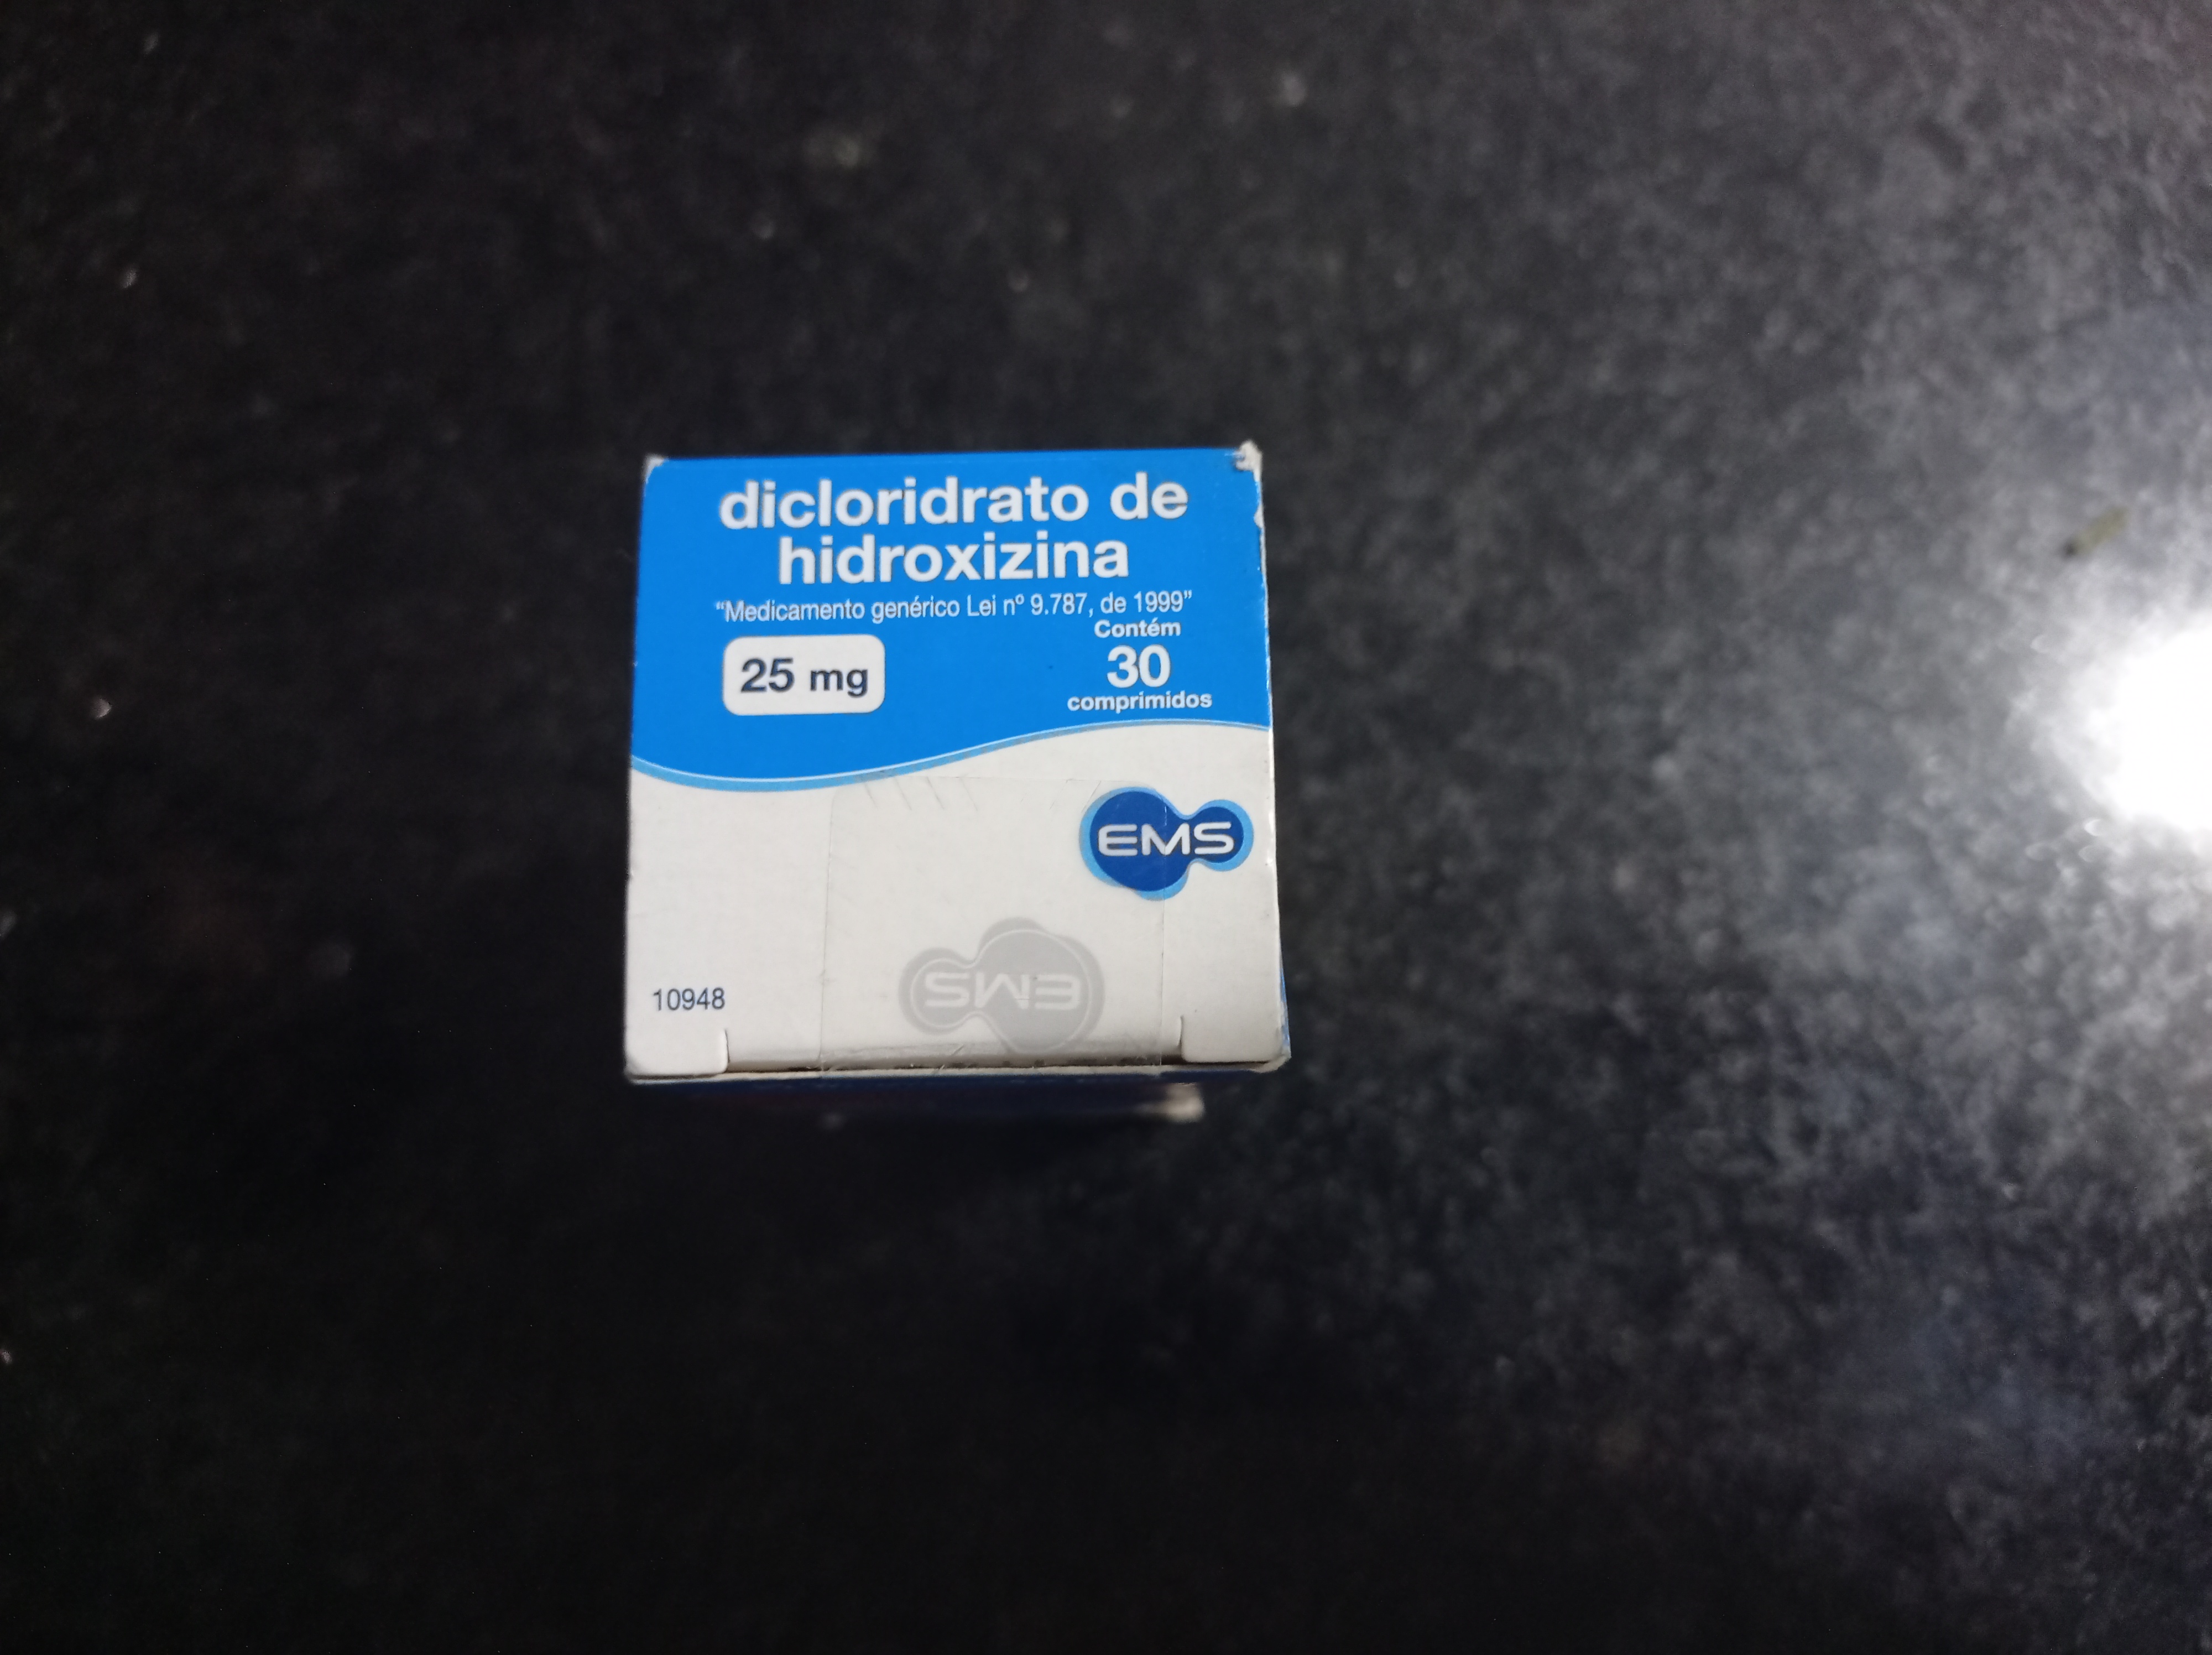 dicloridrato de
hidroxizina
"Medicamento genérico Lei nº 9.787, de 1999"
25 mg
Contém
30
comprimidos
EMS
EMS
10948